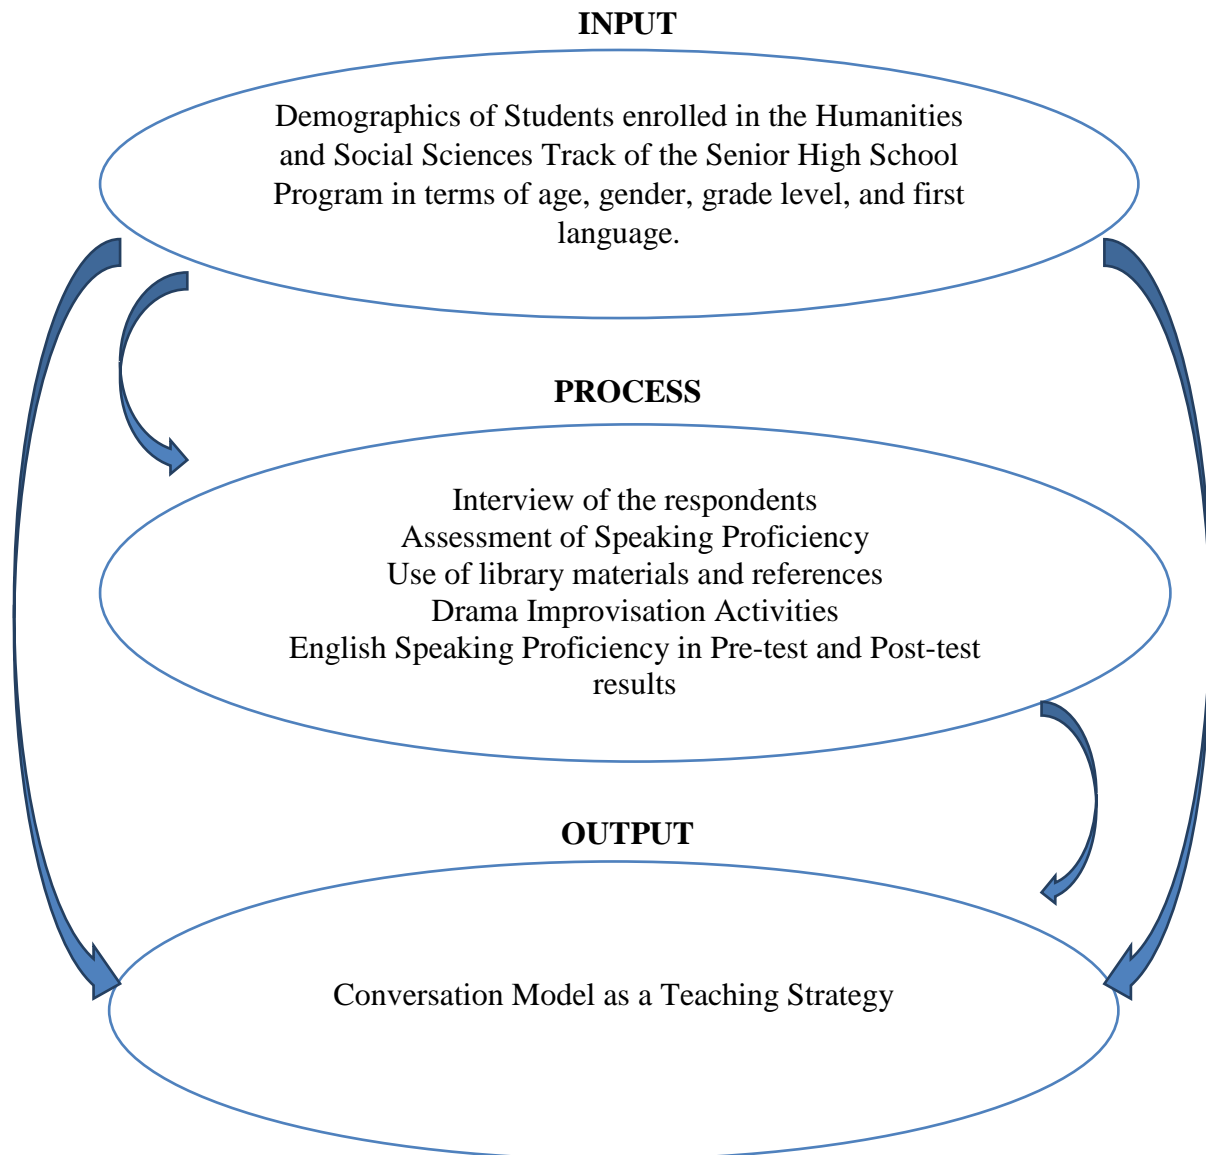 INPUT
Demographics of Students enrolled in the Humanities
and Social Sciences Track of the Senior High School
Program in terms of age, gender, grade level, and first
language.
PROCESS
Interview of the respondents
Assessment of Speaking Proficiency
Use of library materials and references
Drama Improvisation Activities
English Speaking Proficiency in Pre-test and Post-test
results
OUTPUT
Conversation Model as a Teaching Strategy